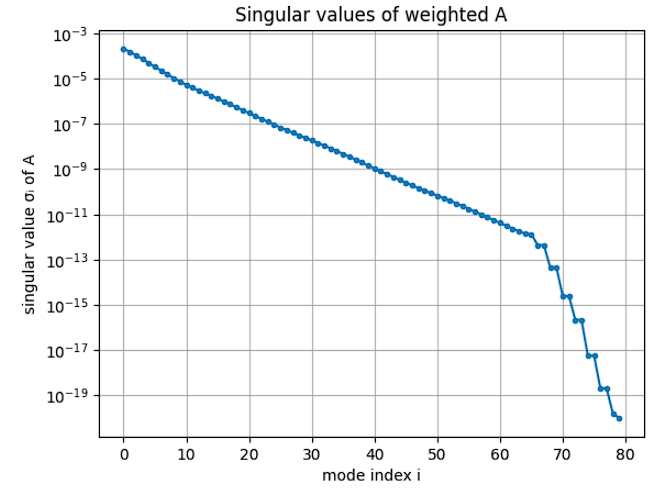 Singular values of weighted A
singular value σᵢ of A
10⁻³
10⁻⁵
10⁻⁷
10⁻⁹
10⁻¹¹
10⁻¹³
10⁻¹⁵
10⁻¹⁷
10⁻¹⁹
0 10 20 30 40 50 60 70 80
mode index i